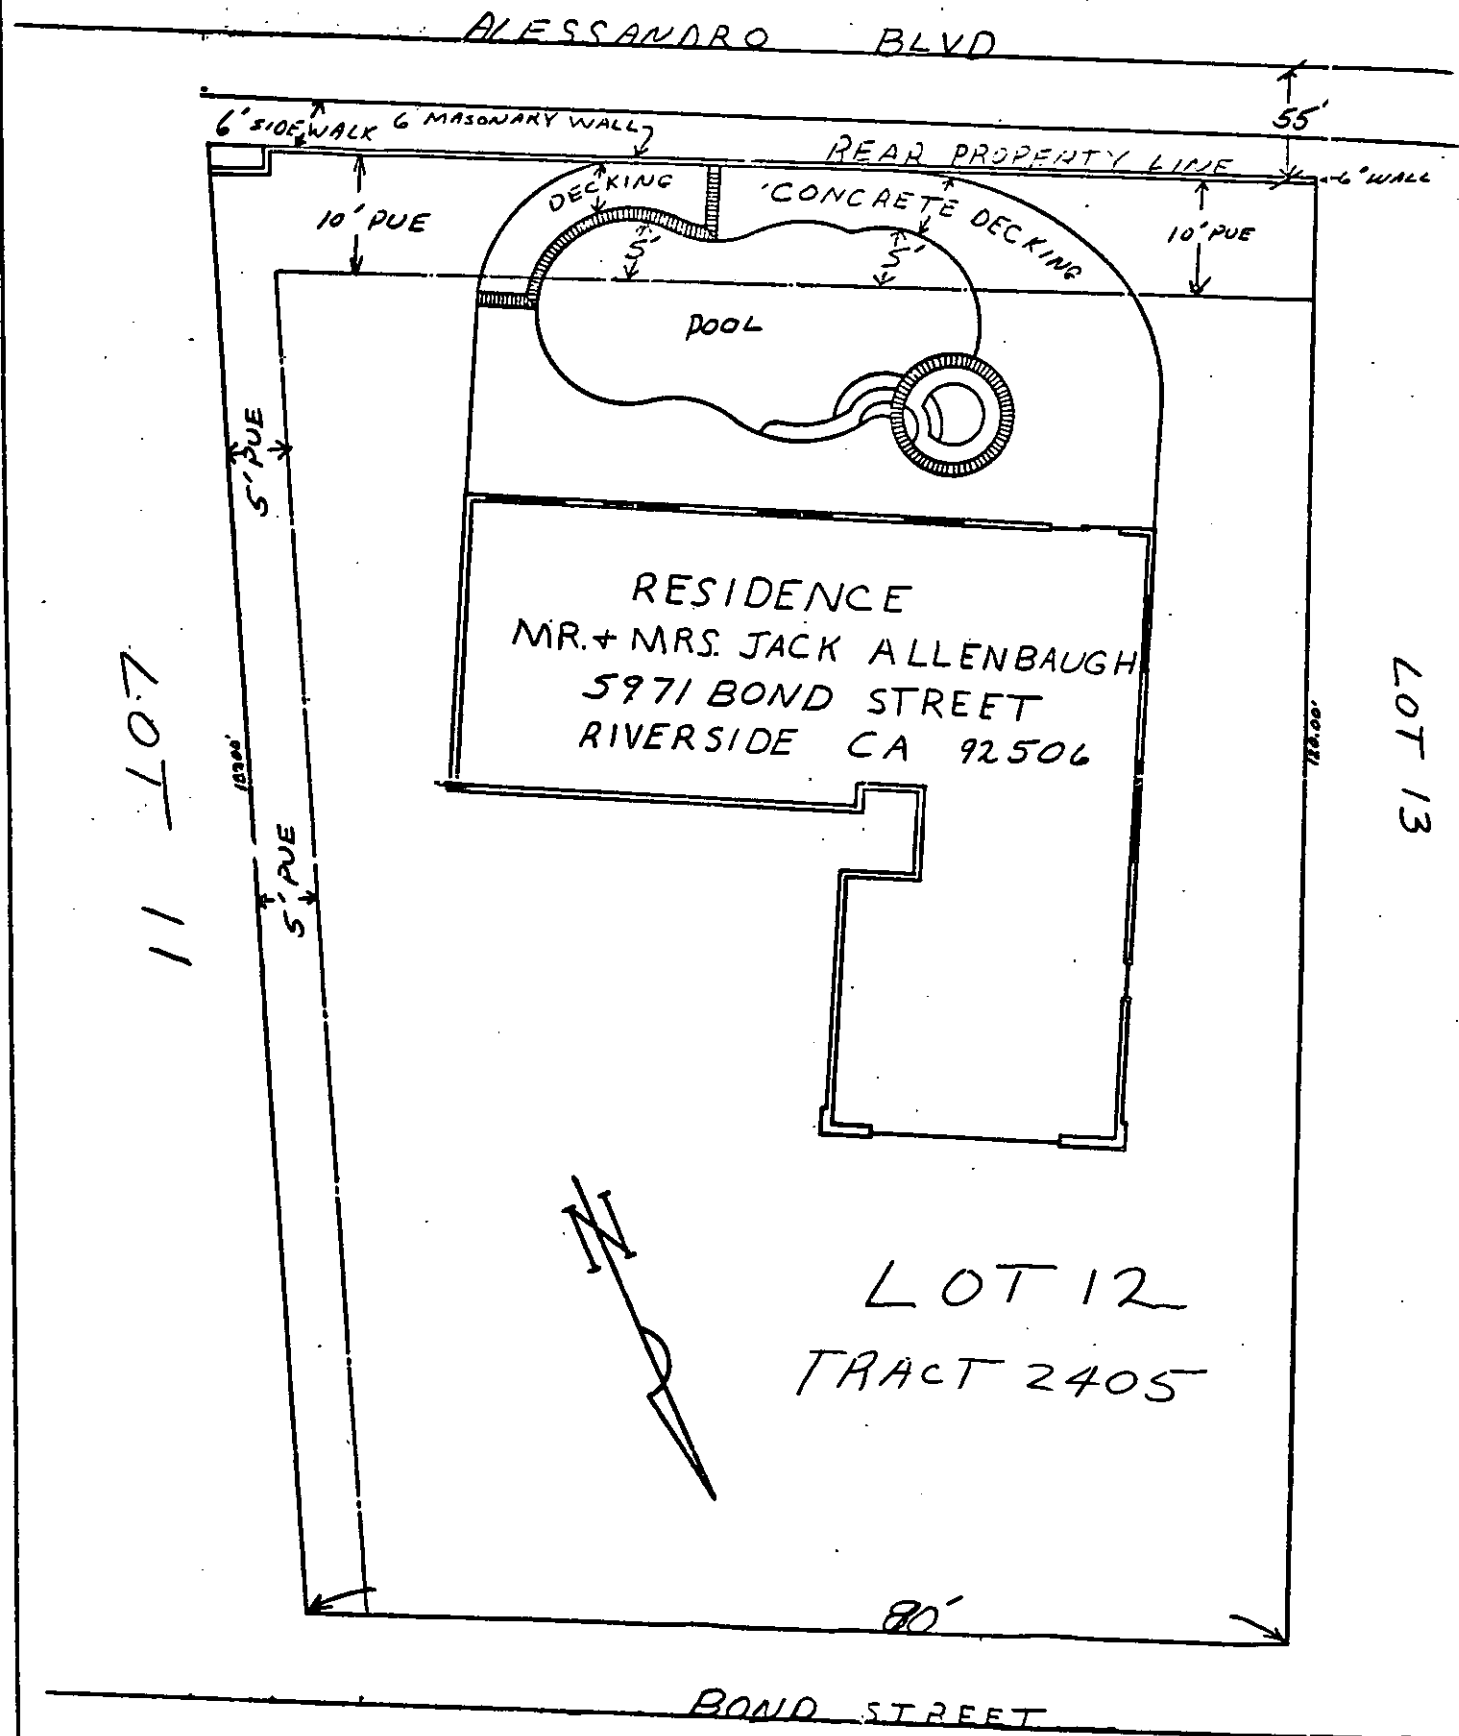 ALESSANDRO BLVD
55'
6' SIDEWALK
6' MASONARY WALL
REAR PROPERTY LINE
6" WALL
10' PUE
DECKING
CONCRETE DECKING
10' PUE
5'
5'
POOL
5' PUE
RESIDENCE
MR. + MRS. JACK ALLENBAUGH
5971 BOND STREET
RIVERSIDE CA 92506
LOT 11
LOT 13
120.00'
5' PUE
N
LOT 12
TRACT 2405
80'
BOND STREET